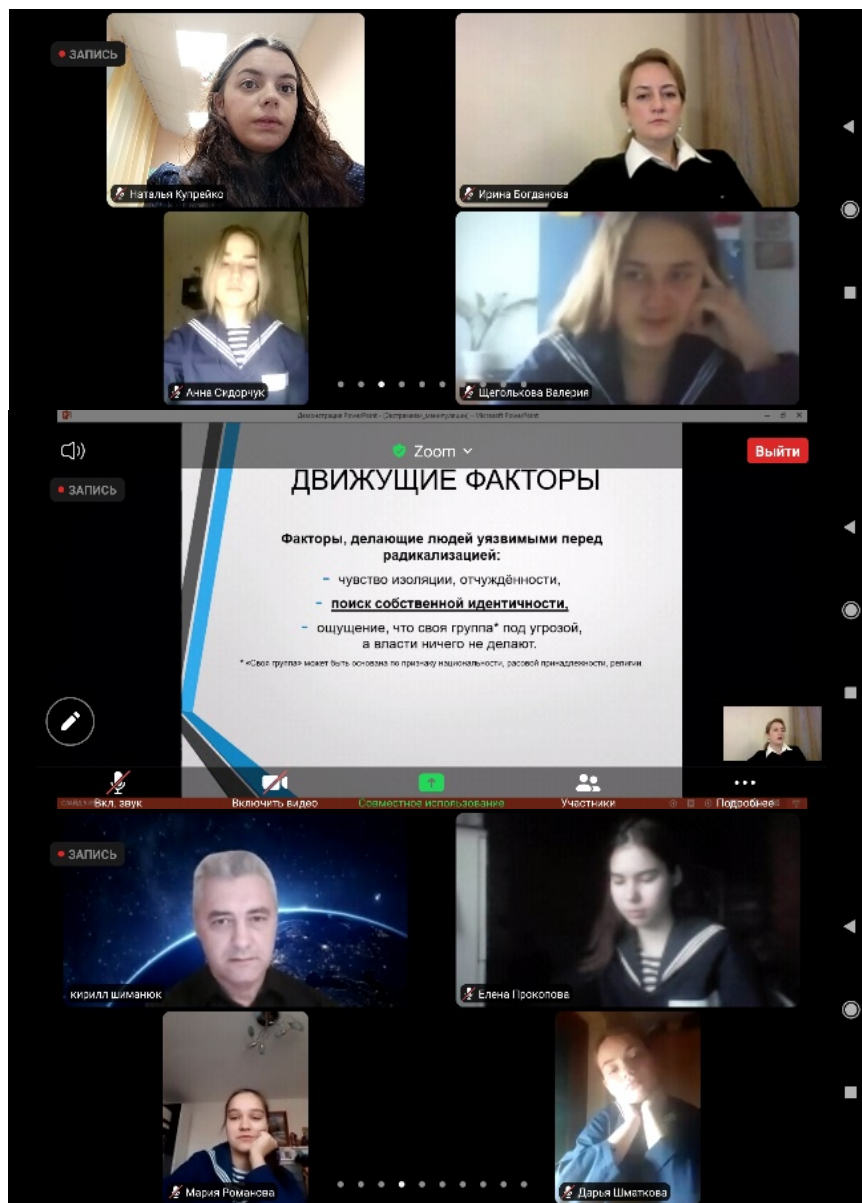 ЗАПИСЬ
Наталья Купрейко
Ирина Богданова
Анна Сидорчук
Щеголькова Валерия
Zoom
Выйти
ЗАПИСЬ
ДВИЖУЩИЕ ФАКТОРЫ
Факторы, делающие людей уязвимыми перед
радикализацией:
- чувство изоляции, отчуждённости,
- поиск собственной идентичности,
- ощущение, что своя группа* под угрозой,
а власти ничего не делают.
* «Своя группа» может быть основана по признаку национальности, расовой принадлежности, религии.
Вкл. звук
Включить видео
Совместное использование
Участники
Подробнее
ЗАПИСЬ
кирилл шиманюк
Елена Прокопова
Мария Романова
Дарья Шматкова